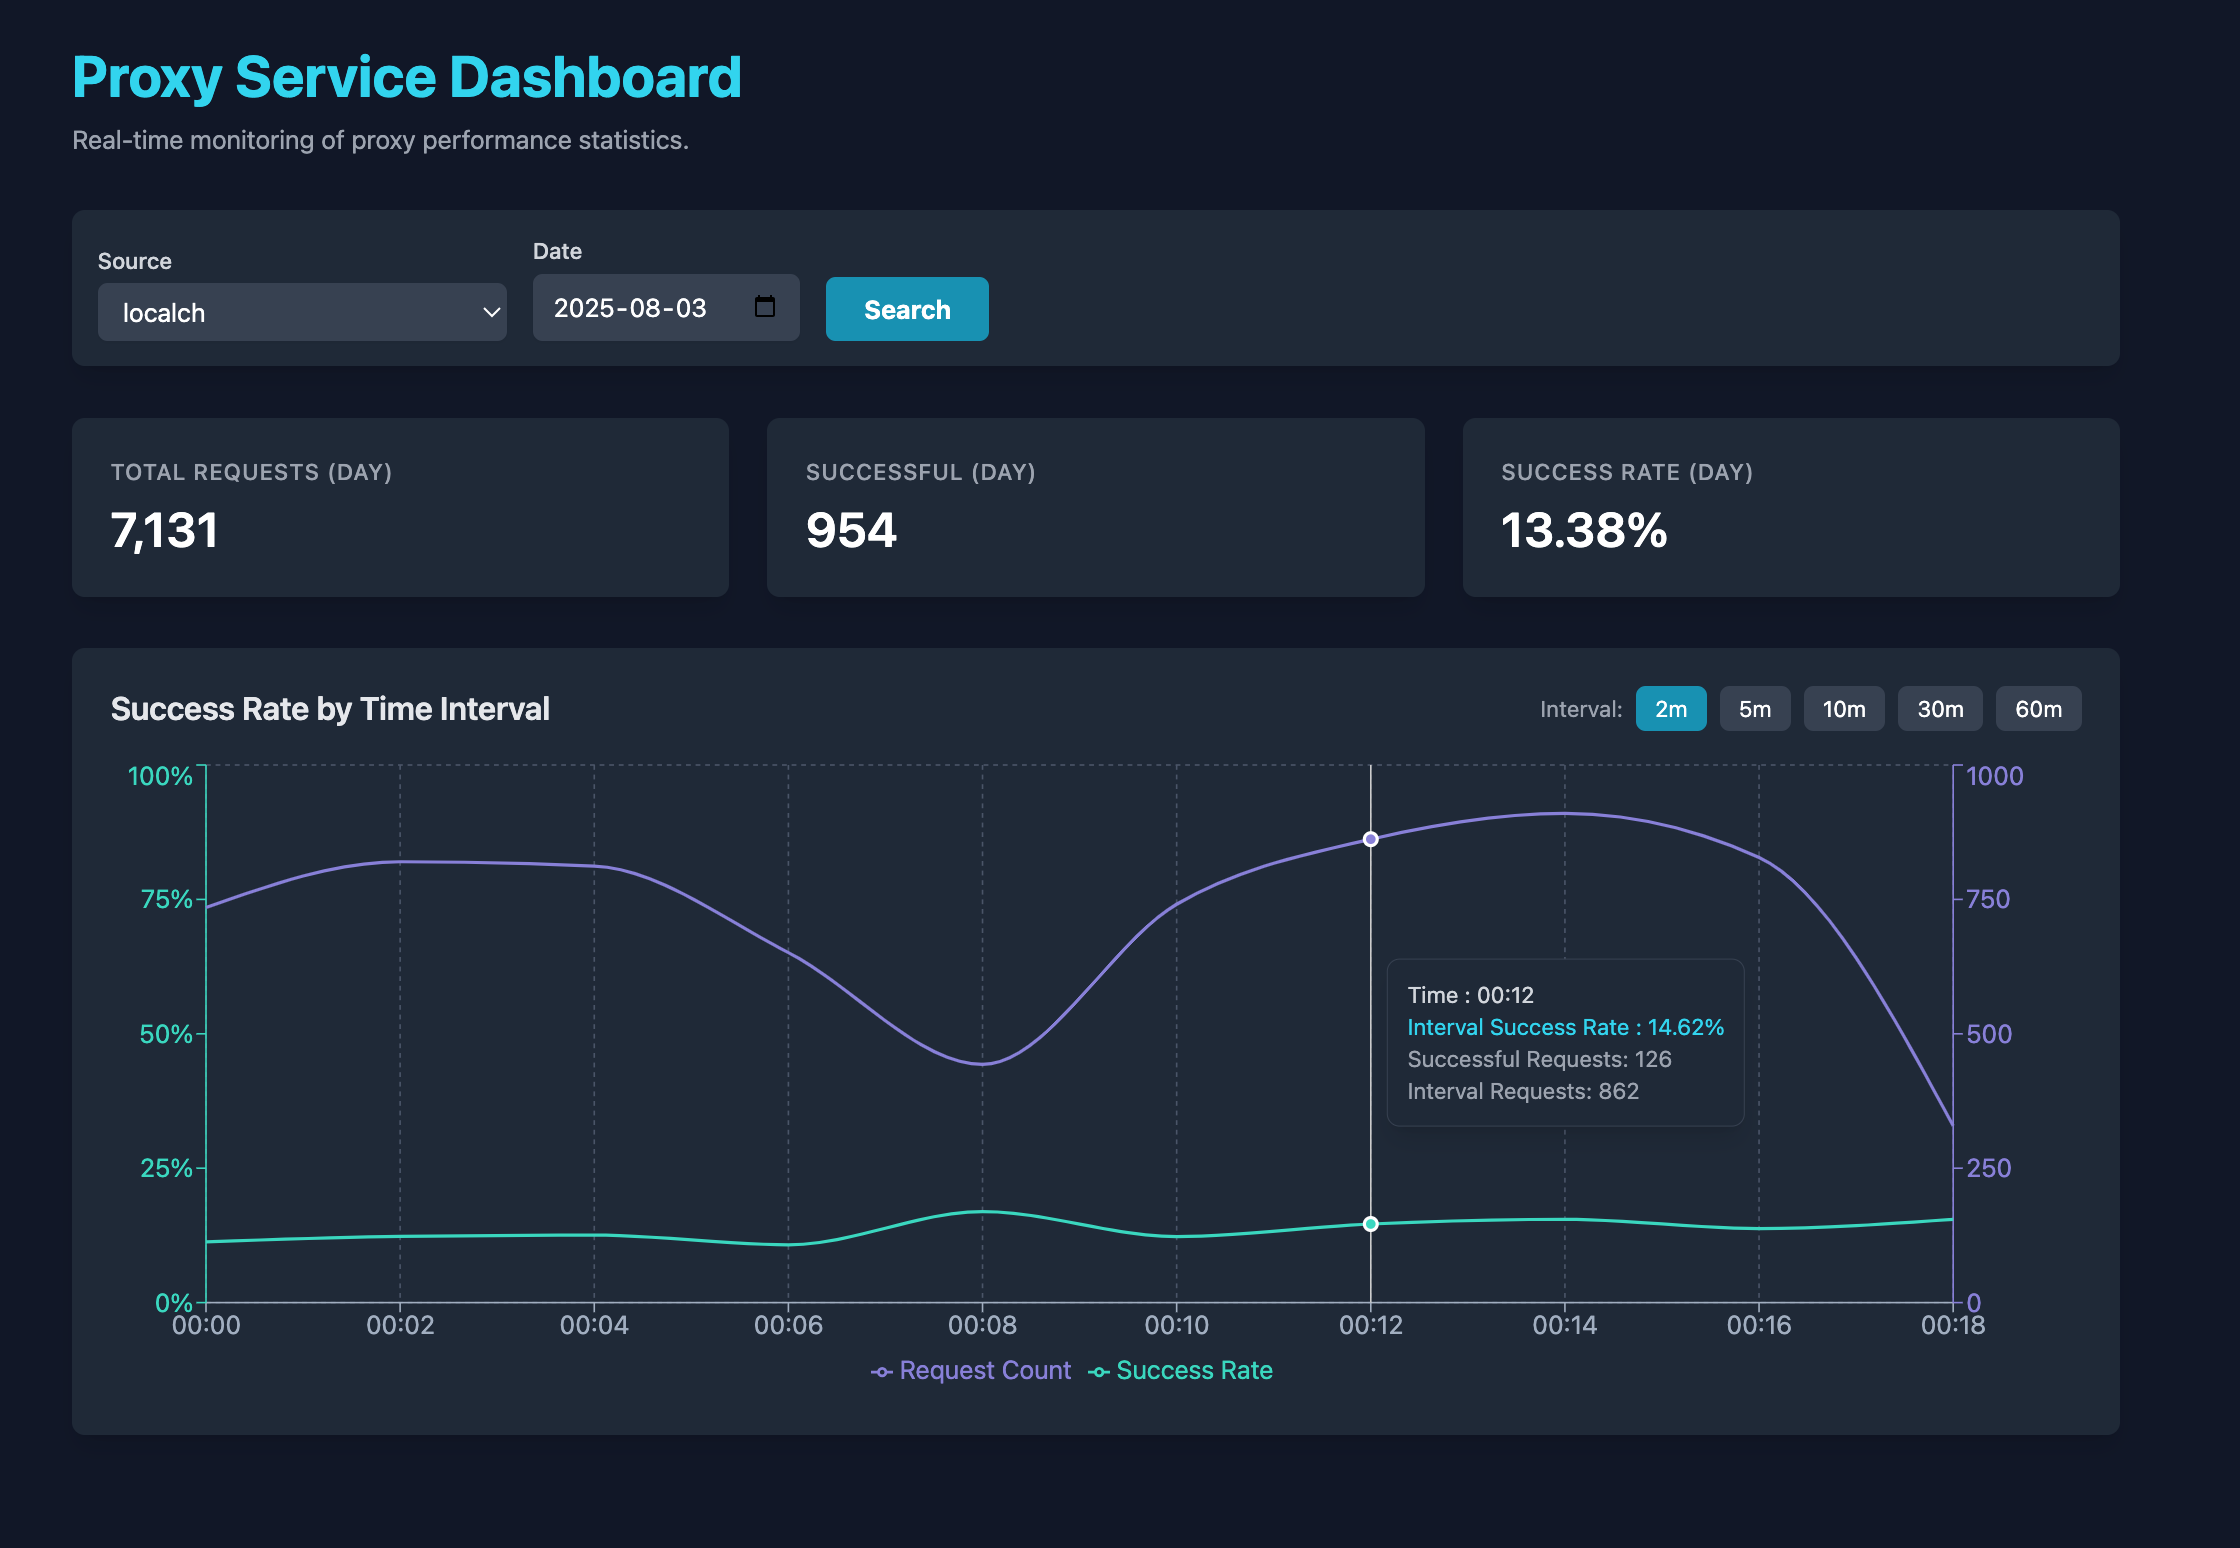 Proxy Service Dashboard
Real-time monitoring of proxy performance statistics.
Source
Date
localch
2025-08-03
Search
TOTAL REQUESTS (DAY)
7,131
SUCCESSFUL (DAY)
954
SUCCESS RATE (DAY)
13.38%
Success Rate by Time Interval
Interval: 2m 5m 10m 30m 60m
100%
75%
50%
25%
0%
1000
750
500
250
0
Time : 00:12
Interval Success Rate : 14.62%
Successful Requests: 126
Interval Requests: 862
00:00 00:02 00:04 00:06 00:08 00:10 00:12 00:14 00:16 00:18
Request Count Success Rate